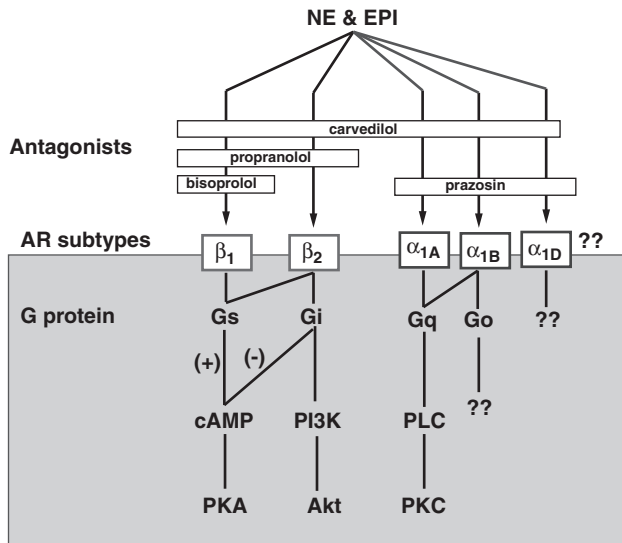 NE & EPI
carvedilol
Antagonists
propranolol
bisoprolol
prazosin
AR subtypes β1 β2 α1A α1B α1D ??
G protein Gs Gi Gq Go ??
(+) (-)
cAMP PI3K PLC ??
PKA Akt PKC